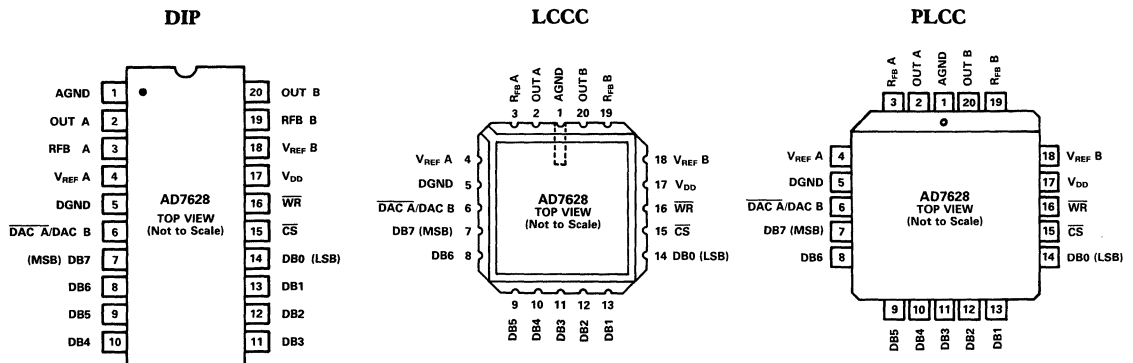 DIP
AGND 1
OUT A 2
RFB A 3
VREF A 4
DGND 5
DAC A/DAC B 6
(MSB) DB7 7
DB6 8
DB5 9
DB4 10
AD7628
TOP VIEW
(Not to Scale)
20 OUT B
19 RFB B
18 VREF B
17 VDD
16 WR
15 CS
14 DB0 (LSB)
13 DB1
12 DB2
11 DB3
LCCC
RFB A OUT A AGND OUT B RFB B
3 2 1 20 19
VREF A 4
DGND 5
DAC A/DAC B 6
DB7 (MSB) 7
DB6 8
AD7628
TOP VIEW
(Not to Scale)
18 VREF B
17 VDD
16 WR
15 CS
14 DB0 (LSB)
9 10 11 12 13
DB5 DB4 DB3 DB2 DB1
PLCC
RFB A OUT A AGND OUT B RFB B
3 2 1 20 19
VREF A 4
DGND 5
DAC A/DAC B 6
DB7 (MSB) 7
DB6 8
AD7628
TOP VIEW
(Not to Scale)
18 VREF B
17 VDD
16 WR
15 CS
14 DB0 (LSB)
9 10 11 12 13
DB5 DB4 DB3 DB2 DB1